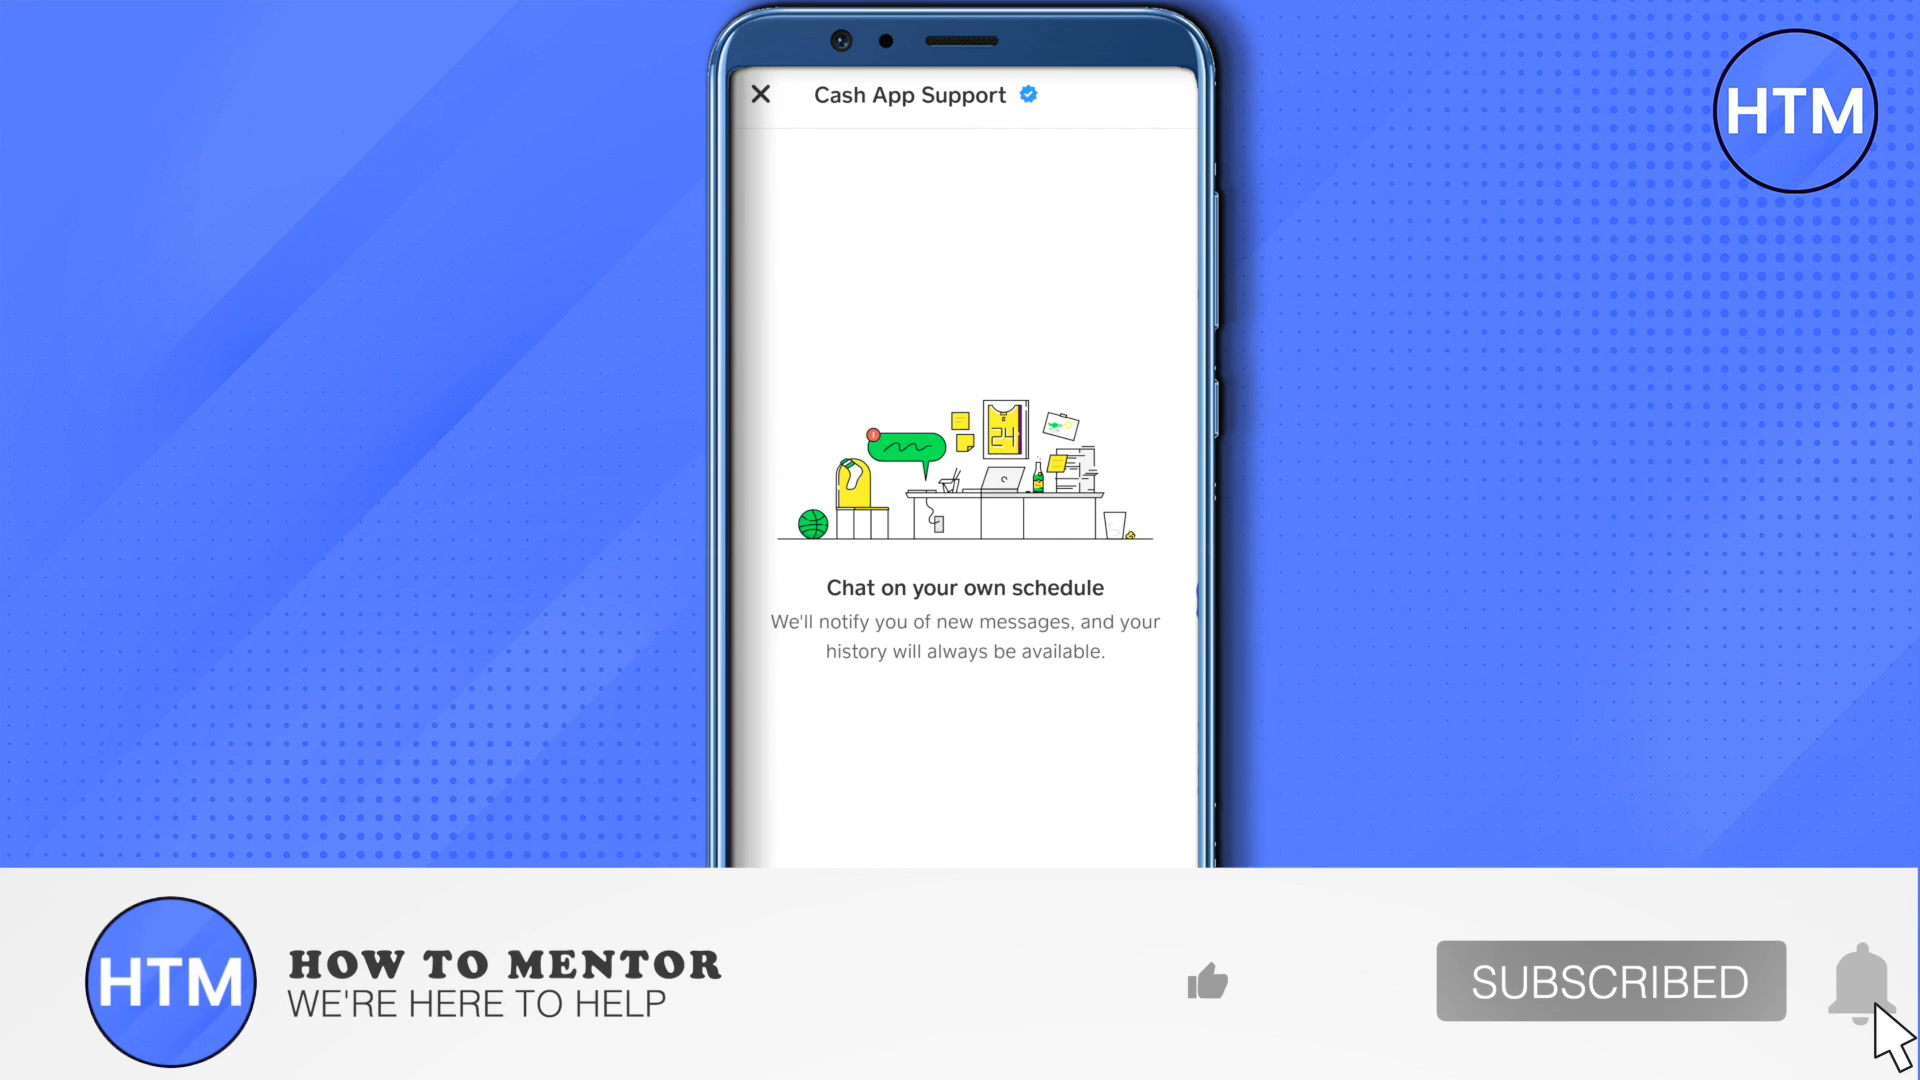 Cash App Support
HTM
24
Chat on your own schedule
We'll notify you of new messages, and your
history will always be available.
HTM
HOW TO MENTOR
WE'RE HERE TO HELP
SUBSCRIBED